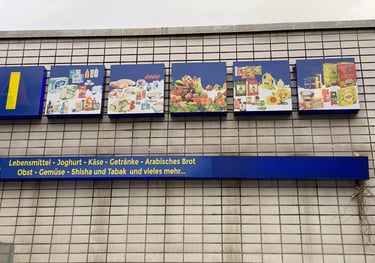 Lebensmittel - Joghurt - Käse - Getränke - Arabisches Brot
Obst - Gemüse - Shisha und Tabak und vieles mehr...